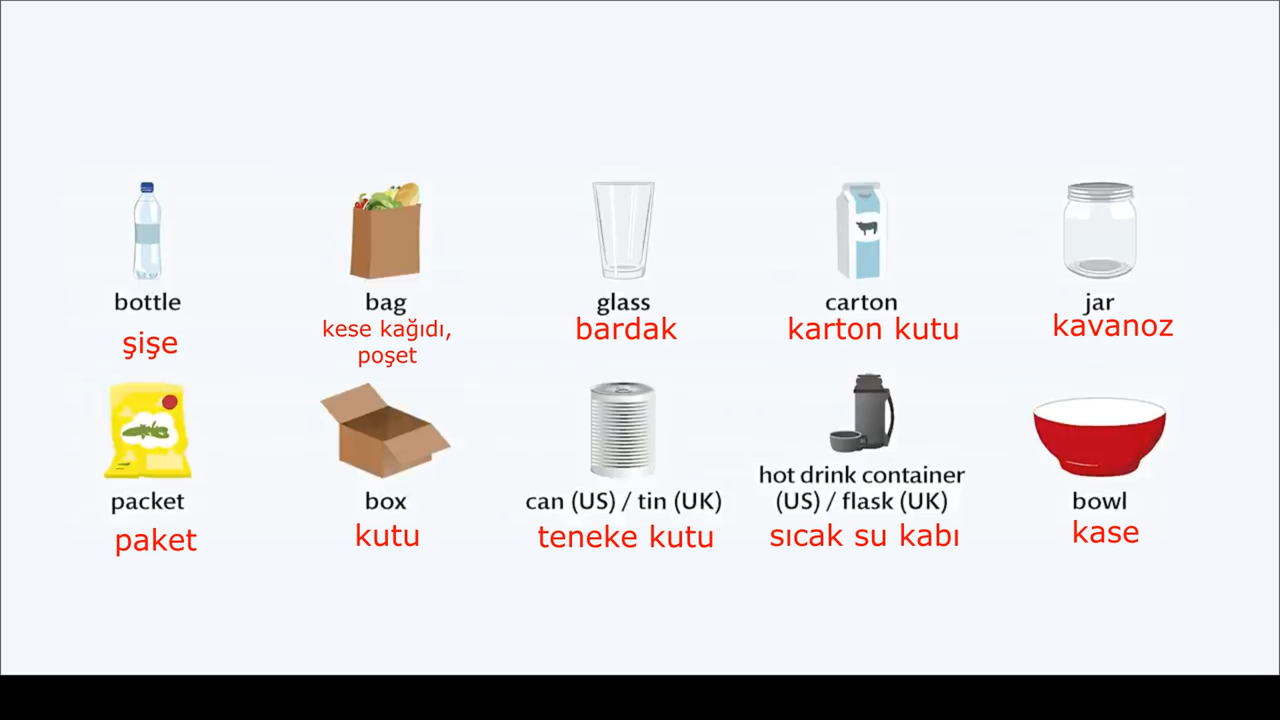 bottle
şişe
bag
kese kağıdı,
poşet
glass
bardak
carton
karton kutu
jar
kavanoz
packet
paket
box
kutu
can (US) / tin (UK)
teneke kutu
hot drink container
(US) / flask (UK)
sıcak su kabı
bowl
kase